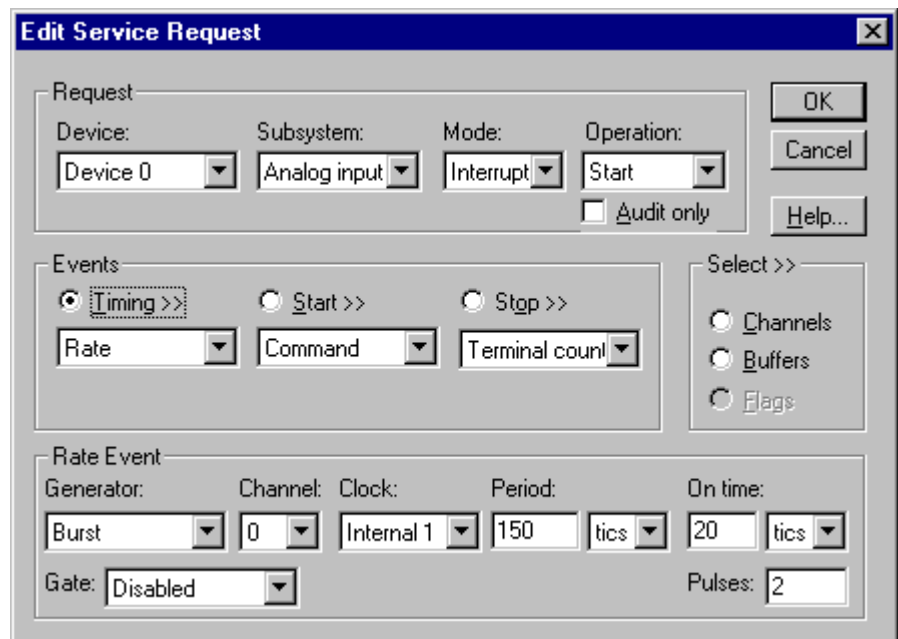 Edit Service Request
Request
Device: Subsystem: Mode: Operation:
Device 0 Analog input Interrupt Start
Audit only
OK
Cancel
Help...
Events
Timing >> Start >> Stop >>
Rate Command Terminal count
Select >>
Channels
Buffers
Flags
Rate Event
Generator: Channel: Clock: Period: On time:
Burst 0 Internal 1 150 tics 20 tics
Gate: Disabled Pulses: 2